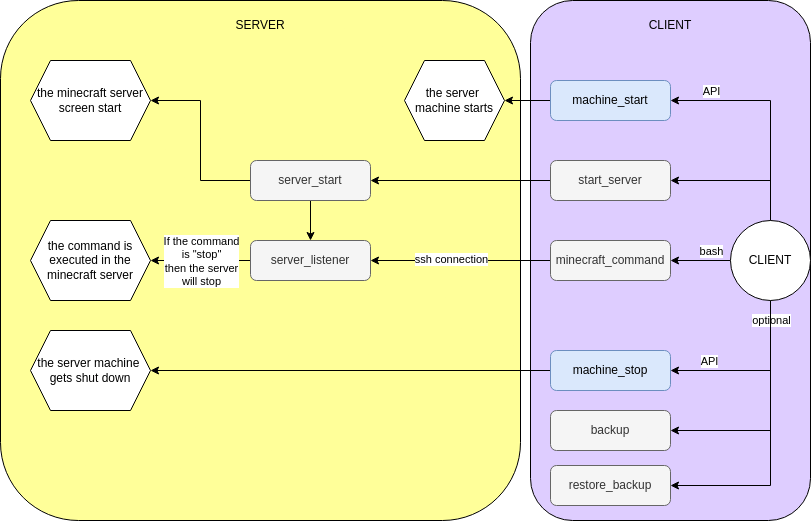 SERVER
CLIENT
the minecraft server
screen start
the server
machine starts
machine_start
API
server_start
start_server
the command is
executed in the
minecraft server
If the command
is "stop"
then the server
will stop
server_listener
ssh connection
minecraft_command
bash
CLIENT
optional
the server machine
gets shut down
machine_stop
API
backup
restore_backup